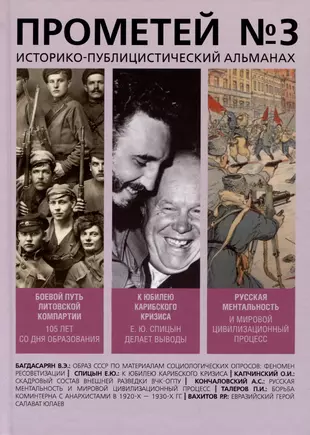 ПРОМЕТЕЙ №3
ИСТОРИКО-ПУБЛИЦИСТИЧЕСКИЙ АЛЬМАНАХ
БОЕВОЙ ПУТЬ
ЛИТОВСКОЙ
КОМПАРТИИ
105 ЛЕТ
СО ДНЯ ОБРАЗОВАНИЯ
К ЮБИЛЕЮ
КАРИБСКОГО
КРИЗИСА
Е. Ю. СПИЦЫН
ДЕЛАЕТ ВЫВОДЫ
РУССКАЯ
МЕНТАЛЬНОСТЬ
И МИРОВОЙ
ЦИВИЛИЗАЦИОННЫЙ
ПРОЦЕСС
БАГДАСАРЯН В.Э.: ОБРАЗ СССР ПО МАТЕРИАЛАМ СОЦИОЛОГИЧЕСКИХ ОПРОСОВ: ФЕНОМЕН
РЕСОВЕТИЗАЦИИ | СПИЦЫН Е.Ю.: К ЮБИЛЕЮ КАРИБСКОГО КРИЗИСА | КАПЧИНСКИЙ О.И.:
СКАДРОВЫЙ СОСТАВ ВНЕШНЕЙ РАЗВЕДКИ ВЧК-ОГПУ | КОНЧАЛОВСКИЙ А.С.: РУССКАЯ
МЕНТАЛЬНОСТЬ И МИРОВОЙ ЦИВИЛИЗАЦИОННЫЙ ПРОЦЕСС | ТАЛЕРОВ П.И.: БОРЬБА
КОМИНТЕРНА С АНАРХИСТАМИ В 1920-Х — 1930-Х ГГ | ВАХИТОВ Р.Р.: ЕВРАЗИЙСКИЙ ГЕРОЙ
САЛАВАТ ЮЛАЕВ